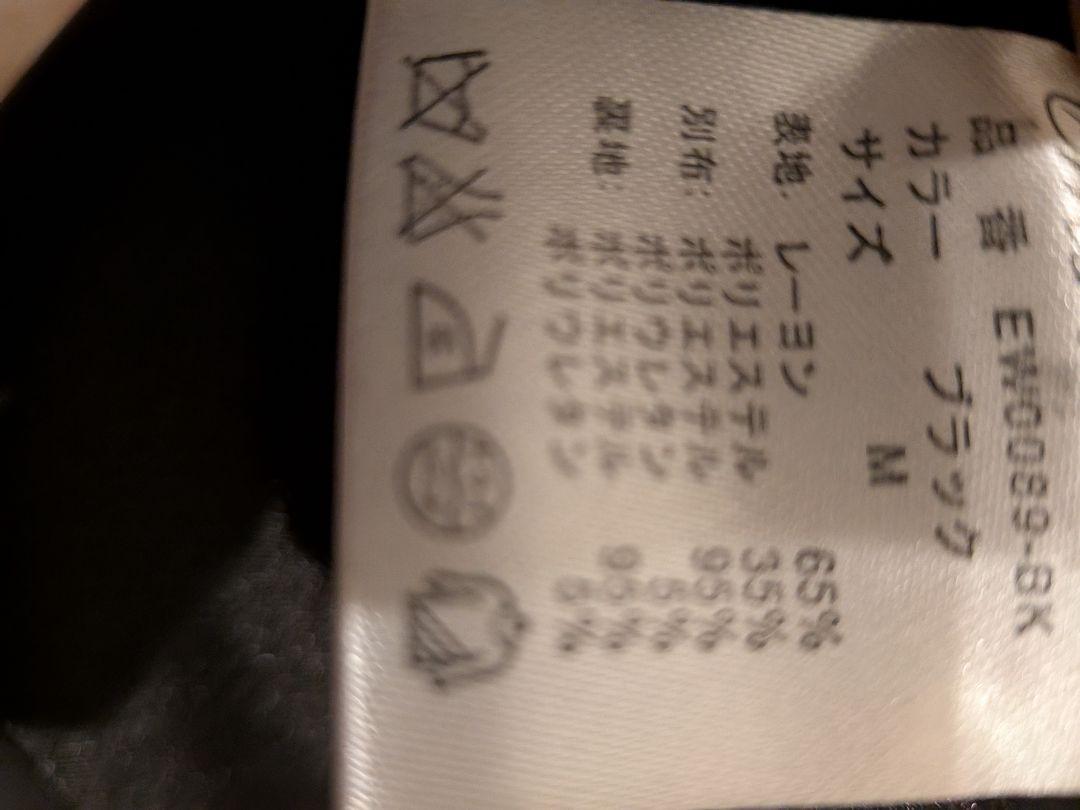 品番 EW0089-BK
カラー ブラック
サイズ M
表地: レーヨン 65%
ポリエステル 35%
別布: ポリエステル 95%
ポリウレタン 5%
裏地: ポリエステル 95%
ポリウレタン 5%